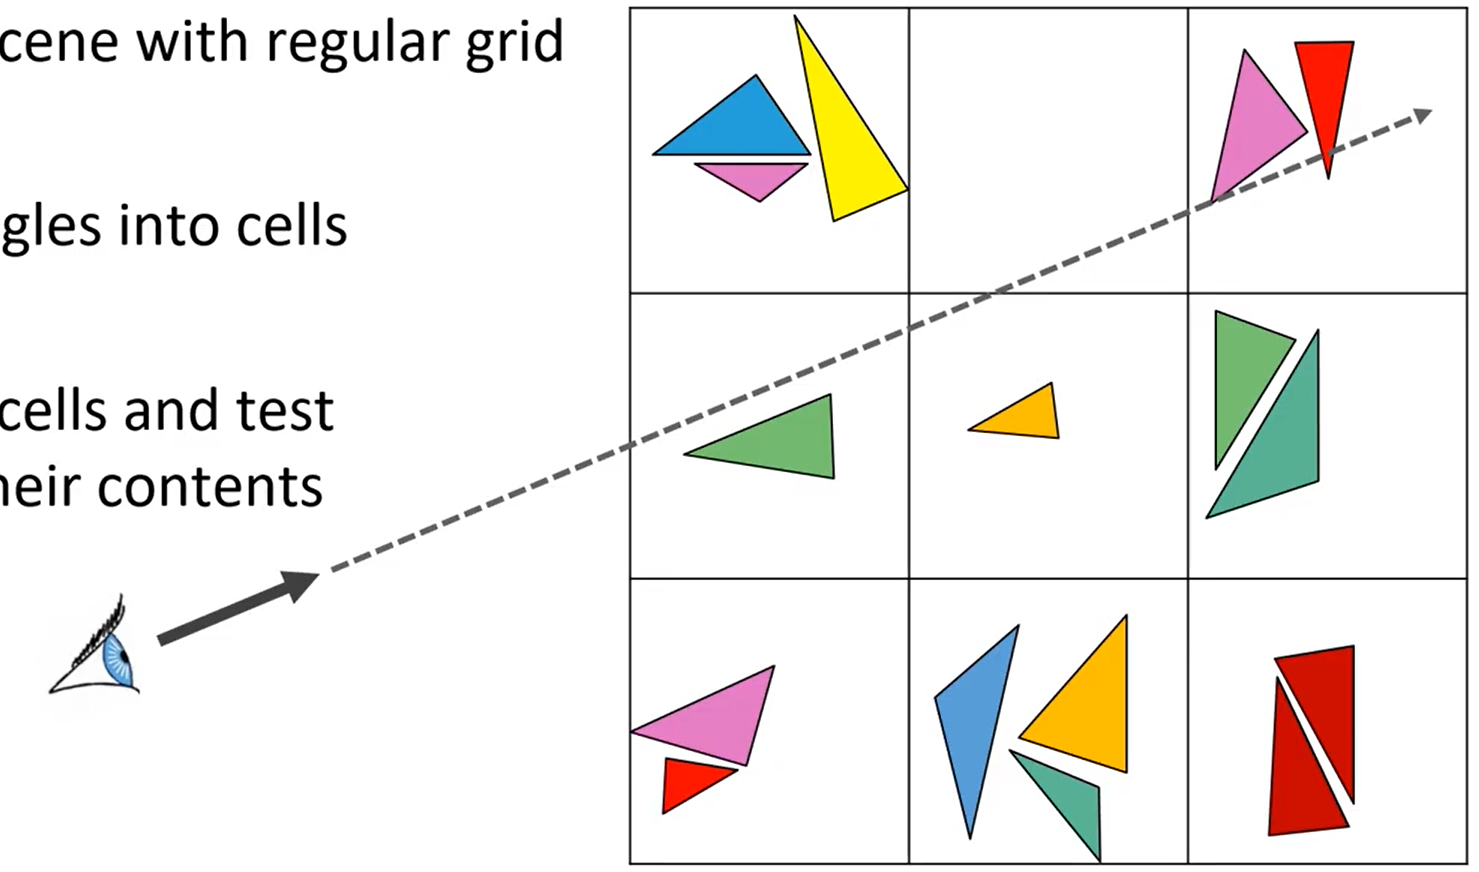 cene with regular grid
gles into cells
cells and test
heir contents